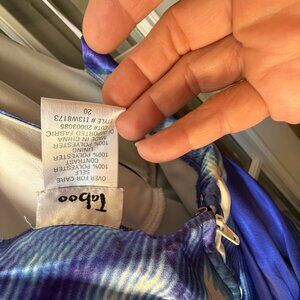 Taboo
OVER FOR CARE
SELF
100% POLYESTER
CONTRAST
100% POLYESTER
LINING
100% POLYESTER
MADE IN CHINA
OF IMPORTED FABRIC
20